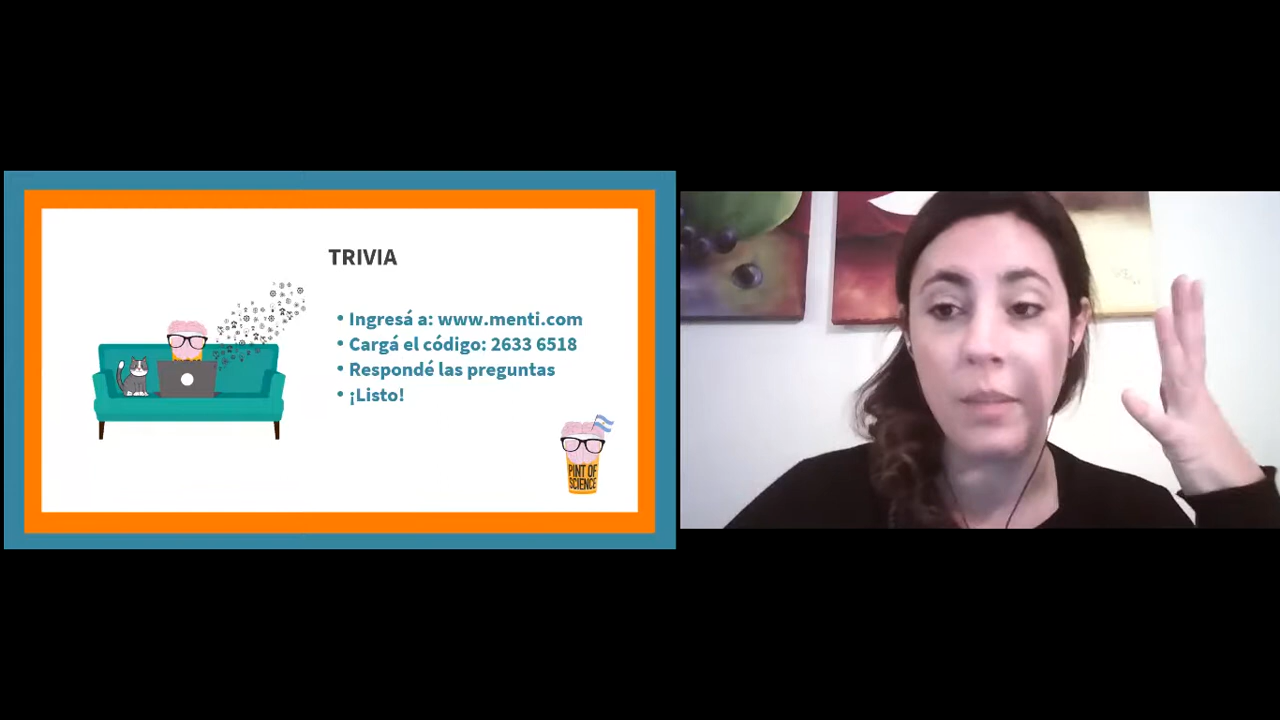 TRIVIA
• Ingresá a: www.menti.com
• Cargá el código: 2633 6518
• Respondé las preguntas
• ¡Listo!
PINT OF
SCIENCE